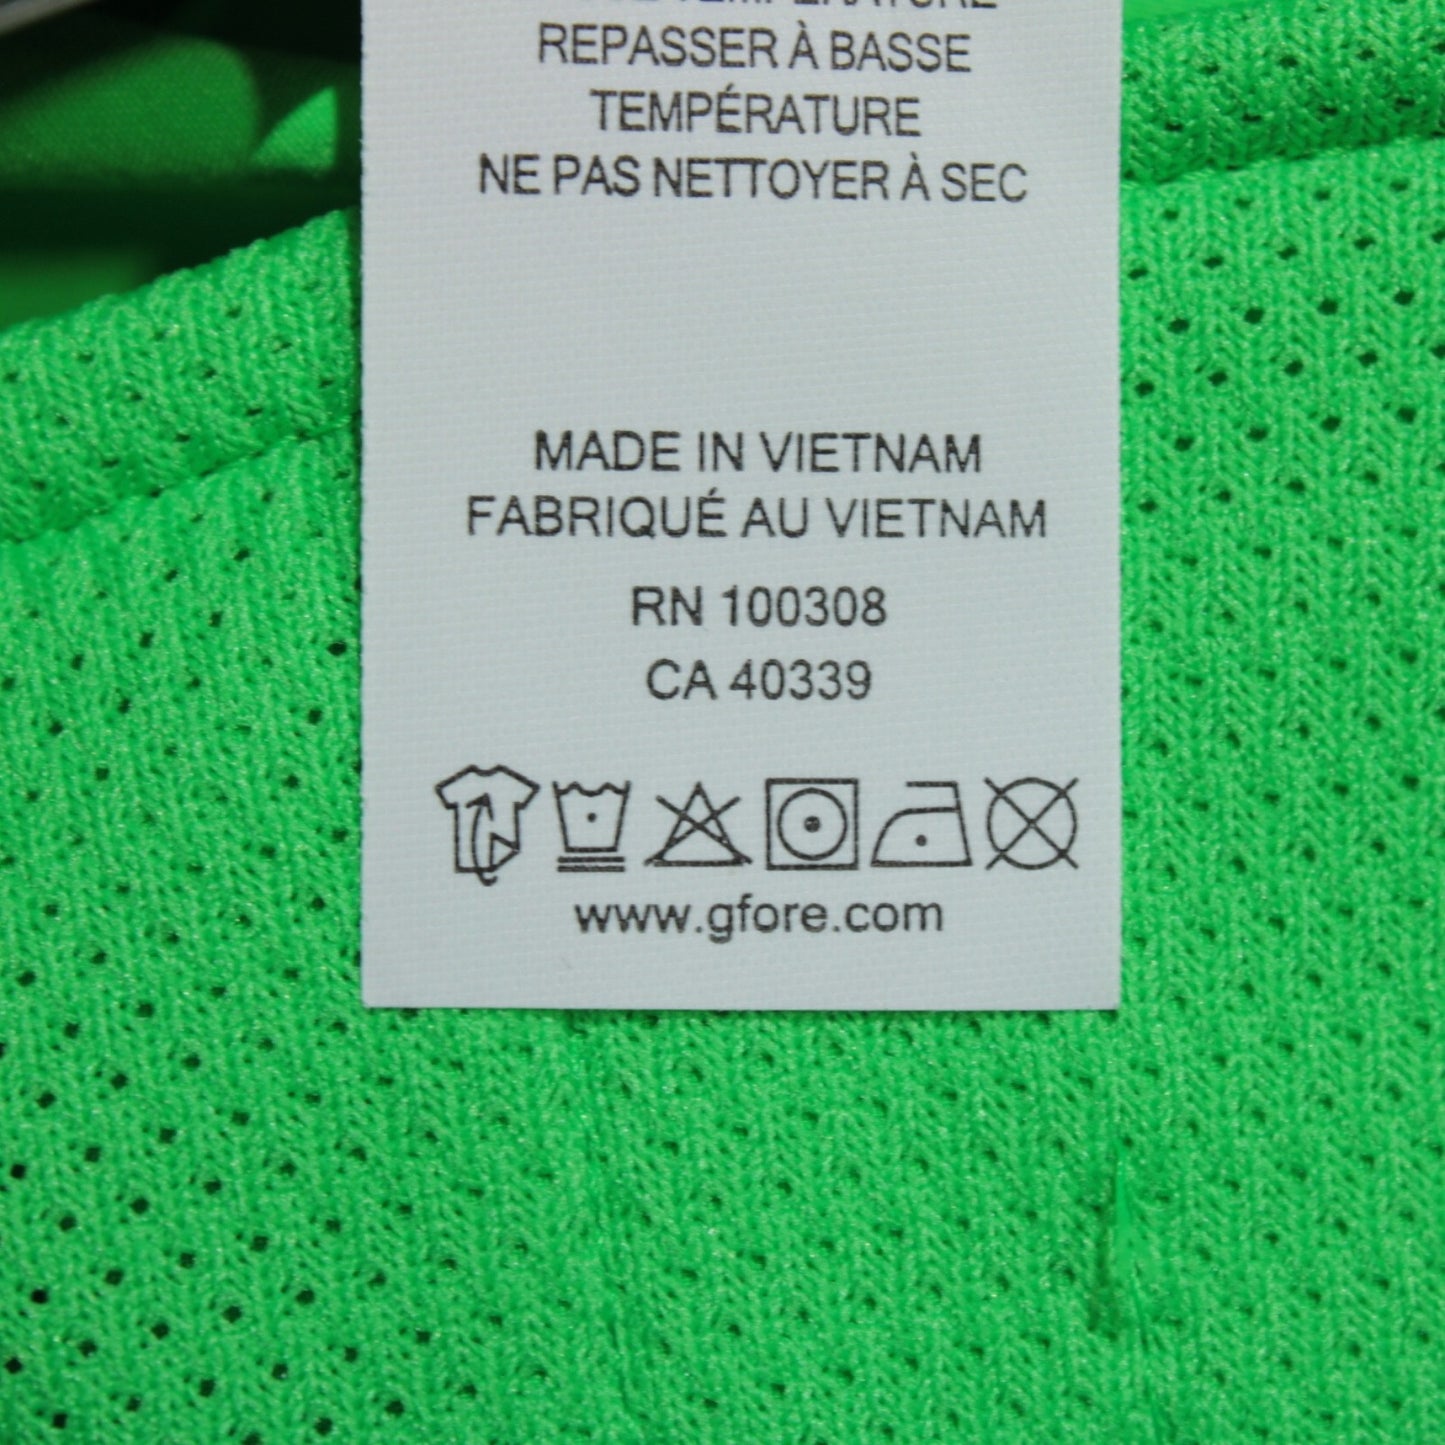 TEMPÉRATURE
REPASSER À BASSE
TEMPÉRATURE
NE PAS NETTOYER À SEC
MADE IN VIETNAM
FABRIQUÉ AU VIETNAM
RN 100308
CA 40339
www.gfore.com